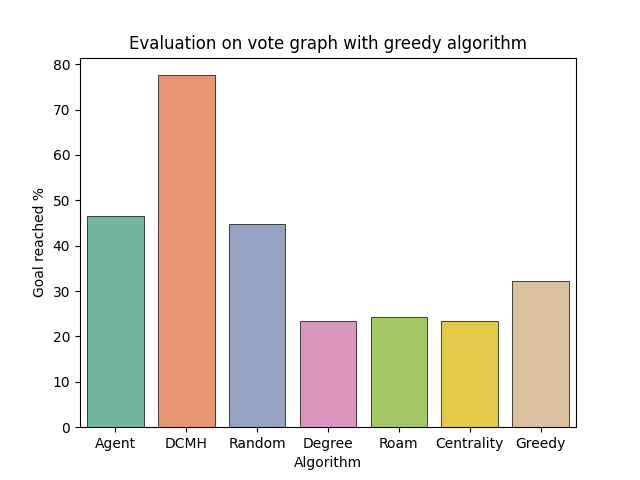 Evaluation on vote graph with greedy algorithm
80
70
60
50
40
30
20
10
0
Goal reached %
Agent DCMH Random Degree Roam Centrality Greedy
Algorithm